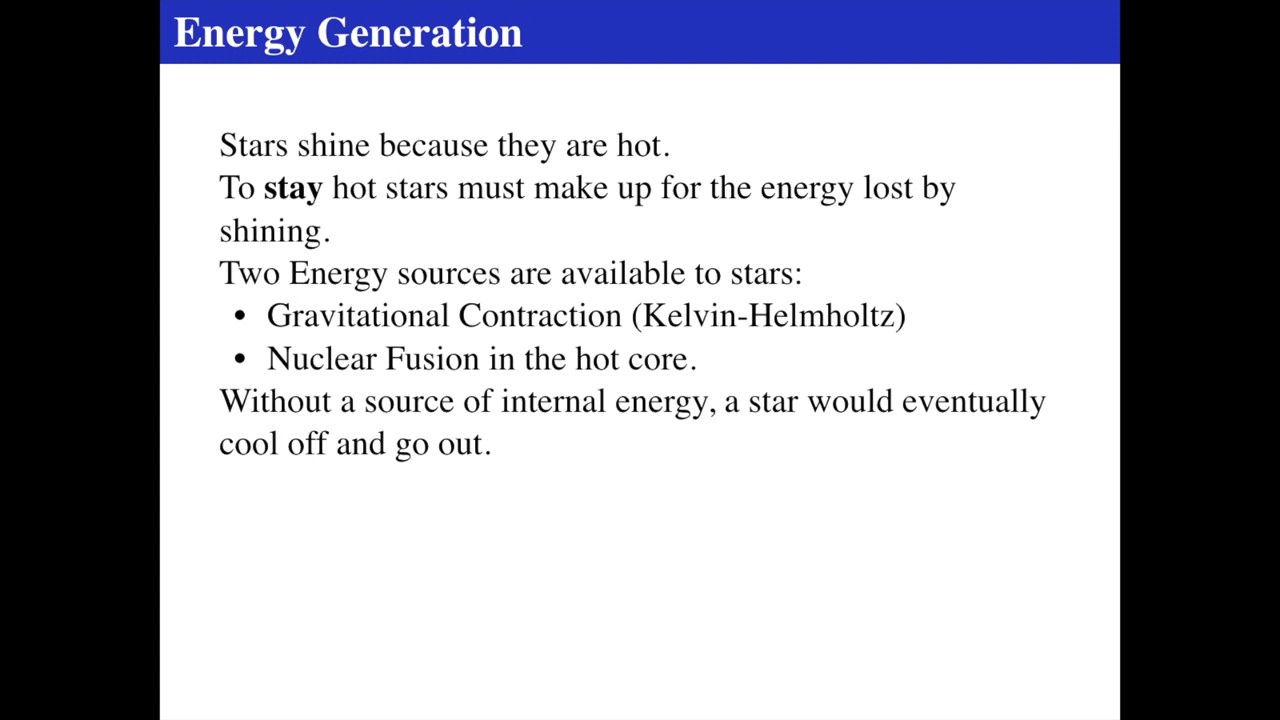 Energy Generation
Stars shine because they are hot.
To stay hot stars must make up for the energy lost by
shining.
Two Energy sources are available to stars:
• Gravitational Contraction (Kelvin-Helmholtz)
• Nuclear Fusion in the hot core.
Without a source of internal energy, a star would eventually
cool off and go out.